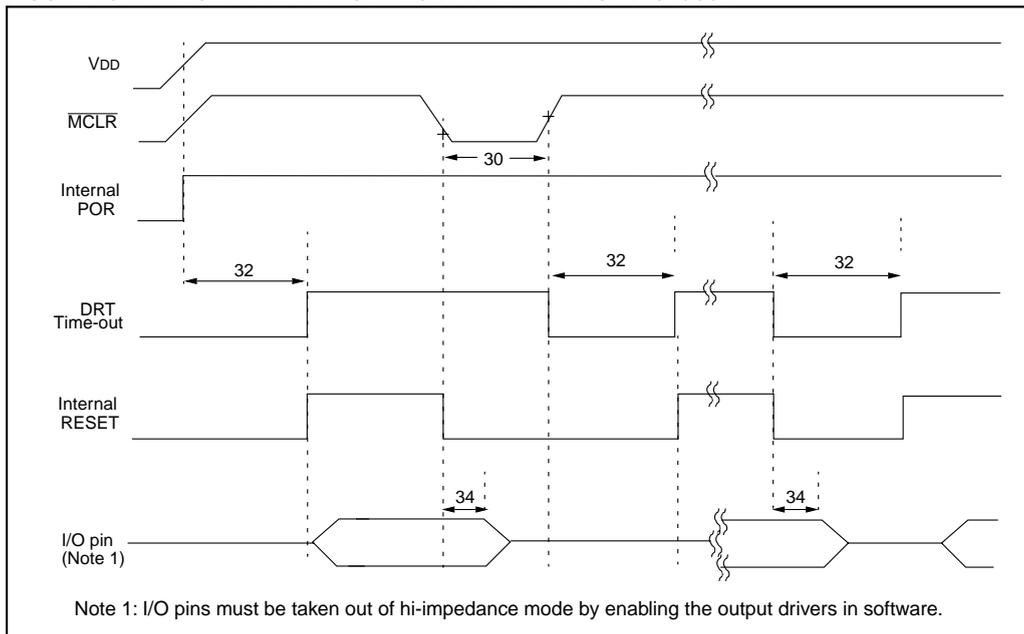 VDD
MCLR
30
Internal
POR
32
32
32
DRT
Time-out
Internal
RESET
34
34
I/O pin
(Note 1)
Note 1: I/O pins must be taken out of hi-impedance mode by enabling the output drivers in software.